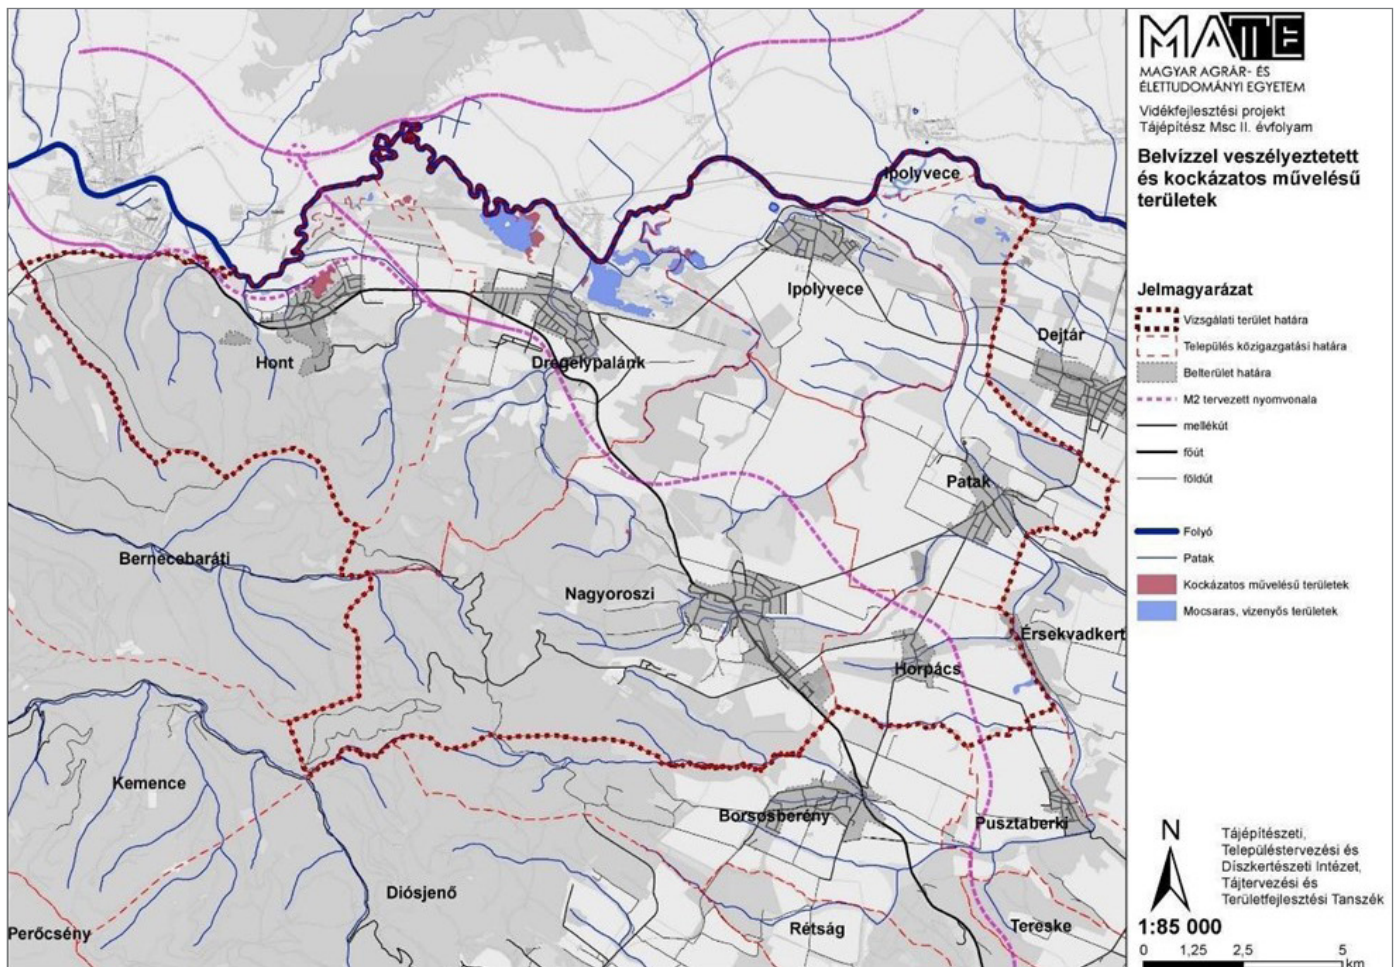 MATE
MAGYAR AGRÁR- ÉS
ÉLETTUDOMÁNYI EGYETEM
Vidékfejlesztési projekt
Tájépítész Msc II. évfolyam
Belvízzel veszélyeztetett
és kockázatos művelésű
területek
Jelmagyarázat
Vizsgálati terület határa
Település közigazgatási határa
Belterület határa
M2 tervezett nyomvonala
mellékút
főút
földút
Folyó
Patak
Kockázatos művelésű területek
Mocsaras, vizenyős területek
Ipolyvece
Ipolyvece
Dejtár
Hont
Drégelypalánk
Patak
Bernecebaráti
Nagyoroszi
Érsekvadkert
Horpács
Kemence
Borsosberény
Pusztaberki
Diósjenő
Perőcsény
Rétság
Tereske
N
1:85 000
0 1,25 2,5 5
km
Tájépítészeti,
Településtervezési és
Díszkertészeti Intézet,
Tájtervezési és
Területfejlesztési Tanszék